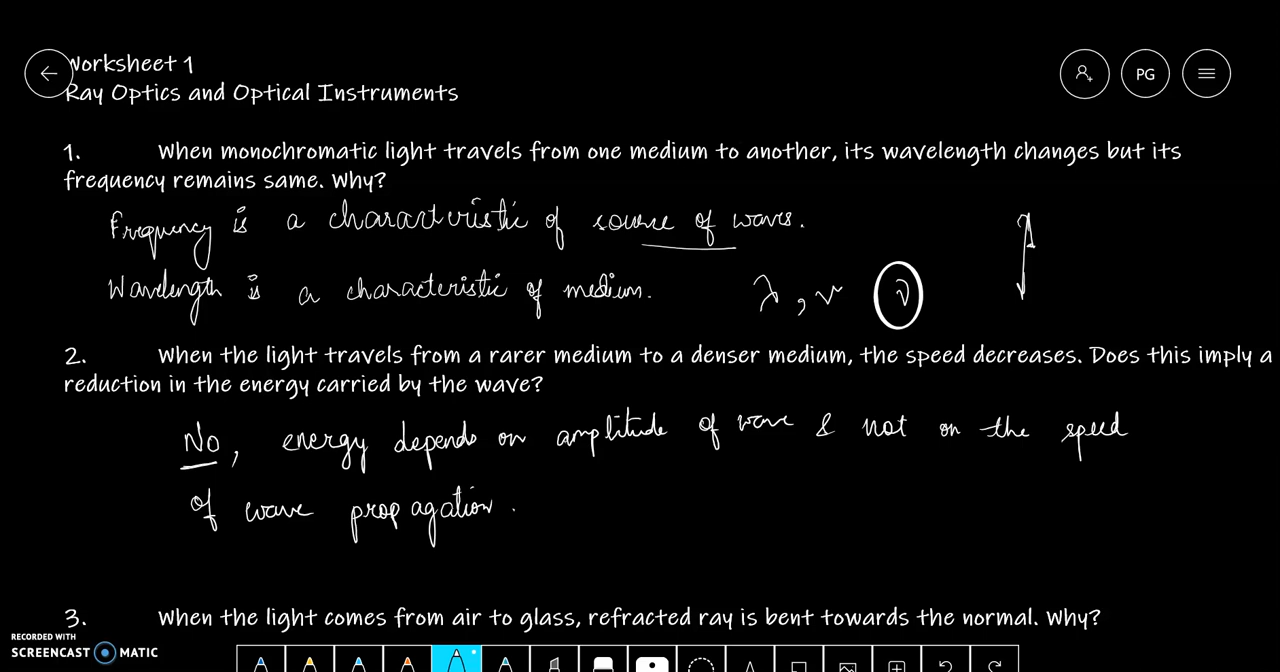 Worksheet 1
Ray Optics and Optical Instruments
PG
1. When monochromatic light travels from one medium to another, its wavelength changes but its
frequency remains same. Why?
Frequency is a characteristic of source of waves.
Wavelength is a characteristic of medium. λ, v ν
2. When the light travels from a rarer medium to a denser medium, the speed decreases. Does this imply a
reduction in the energy carried by the wave?
No, energy depends on amplitude of wave & not on the speed
of wave propagation.
3. When the light comes from air to glass, refracted ray is bent towards the normal. Why?
RECORDED WITH
SCREENCAST MATIC